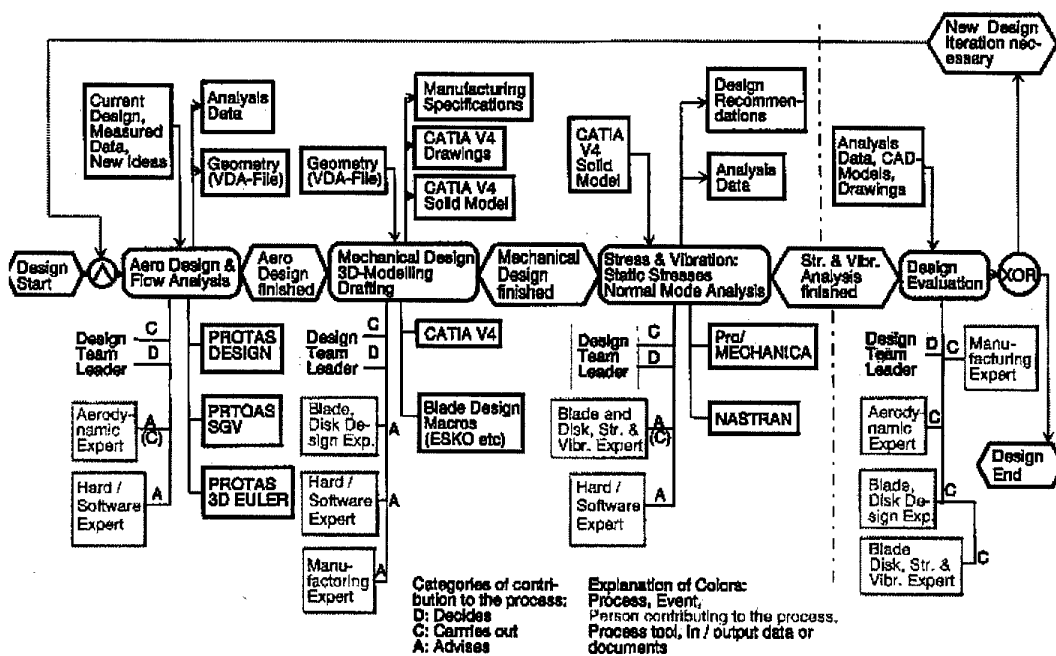 New Design
Iteration nec-
essary
Current
Design,
Measured
Data,
New Ideas
Analysis
Data
Geometry
(VDA-File)
Geometry
(VDA-File)
Manufacturing
Specifications
CATIA V4
Drawings
CATIA V4
Solid Model
CATIA
V4
Solid
Model
Design
Recommen-
dations
Analysis
Data
Analysis
Data, CAD-
Models,
Drawings
Design
Start
Λ
Aero Design &
Flow Analysis
Aero
Design
finished
Mechanical Design
3D-Modelling
Drafting
Mechanical
Design
finished
Stress & Vibration:
Static Stresses
Normal Mode Analysis
Str. & Vibr.
Analysis
finished
Design
Evaluation
XOR
Design
Team
Leader
C
D
Aerody-
namic
Expert
A
(C)
Hard /
Software
Expert
A
PROTAS
DESIGN
PRTOAS
SGV
PROTAS
3D EULER
Design
Team
Leader
C
D
Blade,
Disk De-
sign Exp.
A
Hard /
Software
Expert
A
Manu-
factoring
Expert
A
CATIA V4
Blade Design
Macros
(ESKO etc)
Design
Team
Leader
C
D
Blade and
Disk, Str. &
Vibr. Expert
A
(C)
Hard /
Software
Expert
A
Pro/
MECHANICA
NASTRAN
Design
Team
Leader
D
C
Manu-
facturing
Expert
Aerody-
namic
Expert
C
Blade,
Disk De-
sign Exp.
C
Blade
Disk, Str. &
Vibr. Expert
C
Design
End
Categories of contri-
bution to the process:
D: Decides
C: Carries out
A: Advises
Explanation of Colors:
Process, Event,
Person contributing to the process,
Process tool, in / output data or
documents